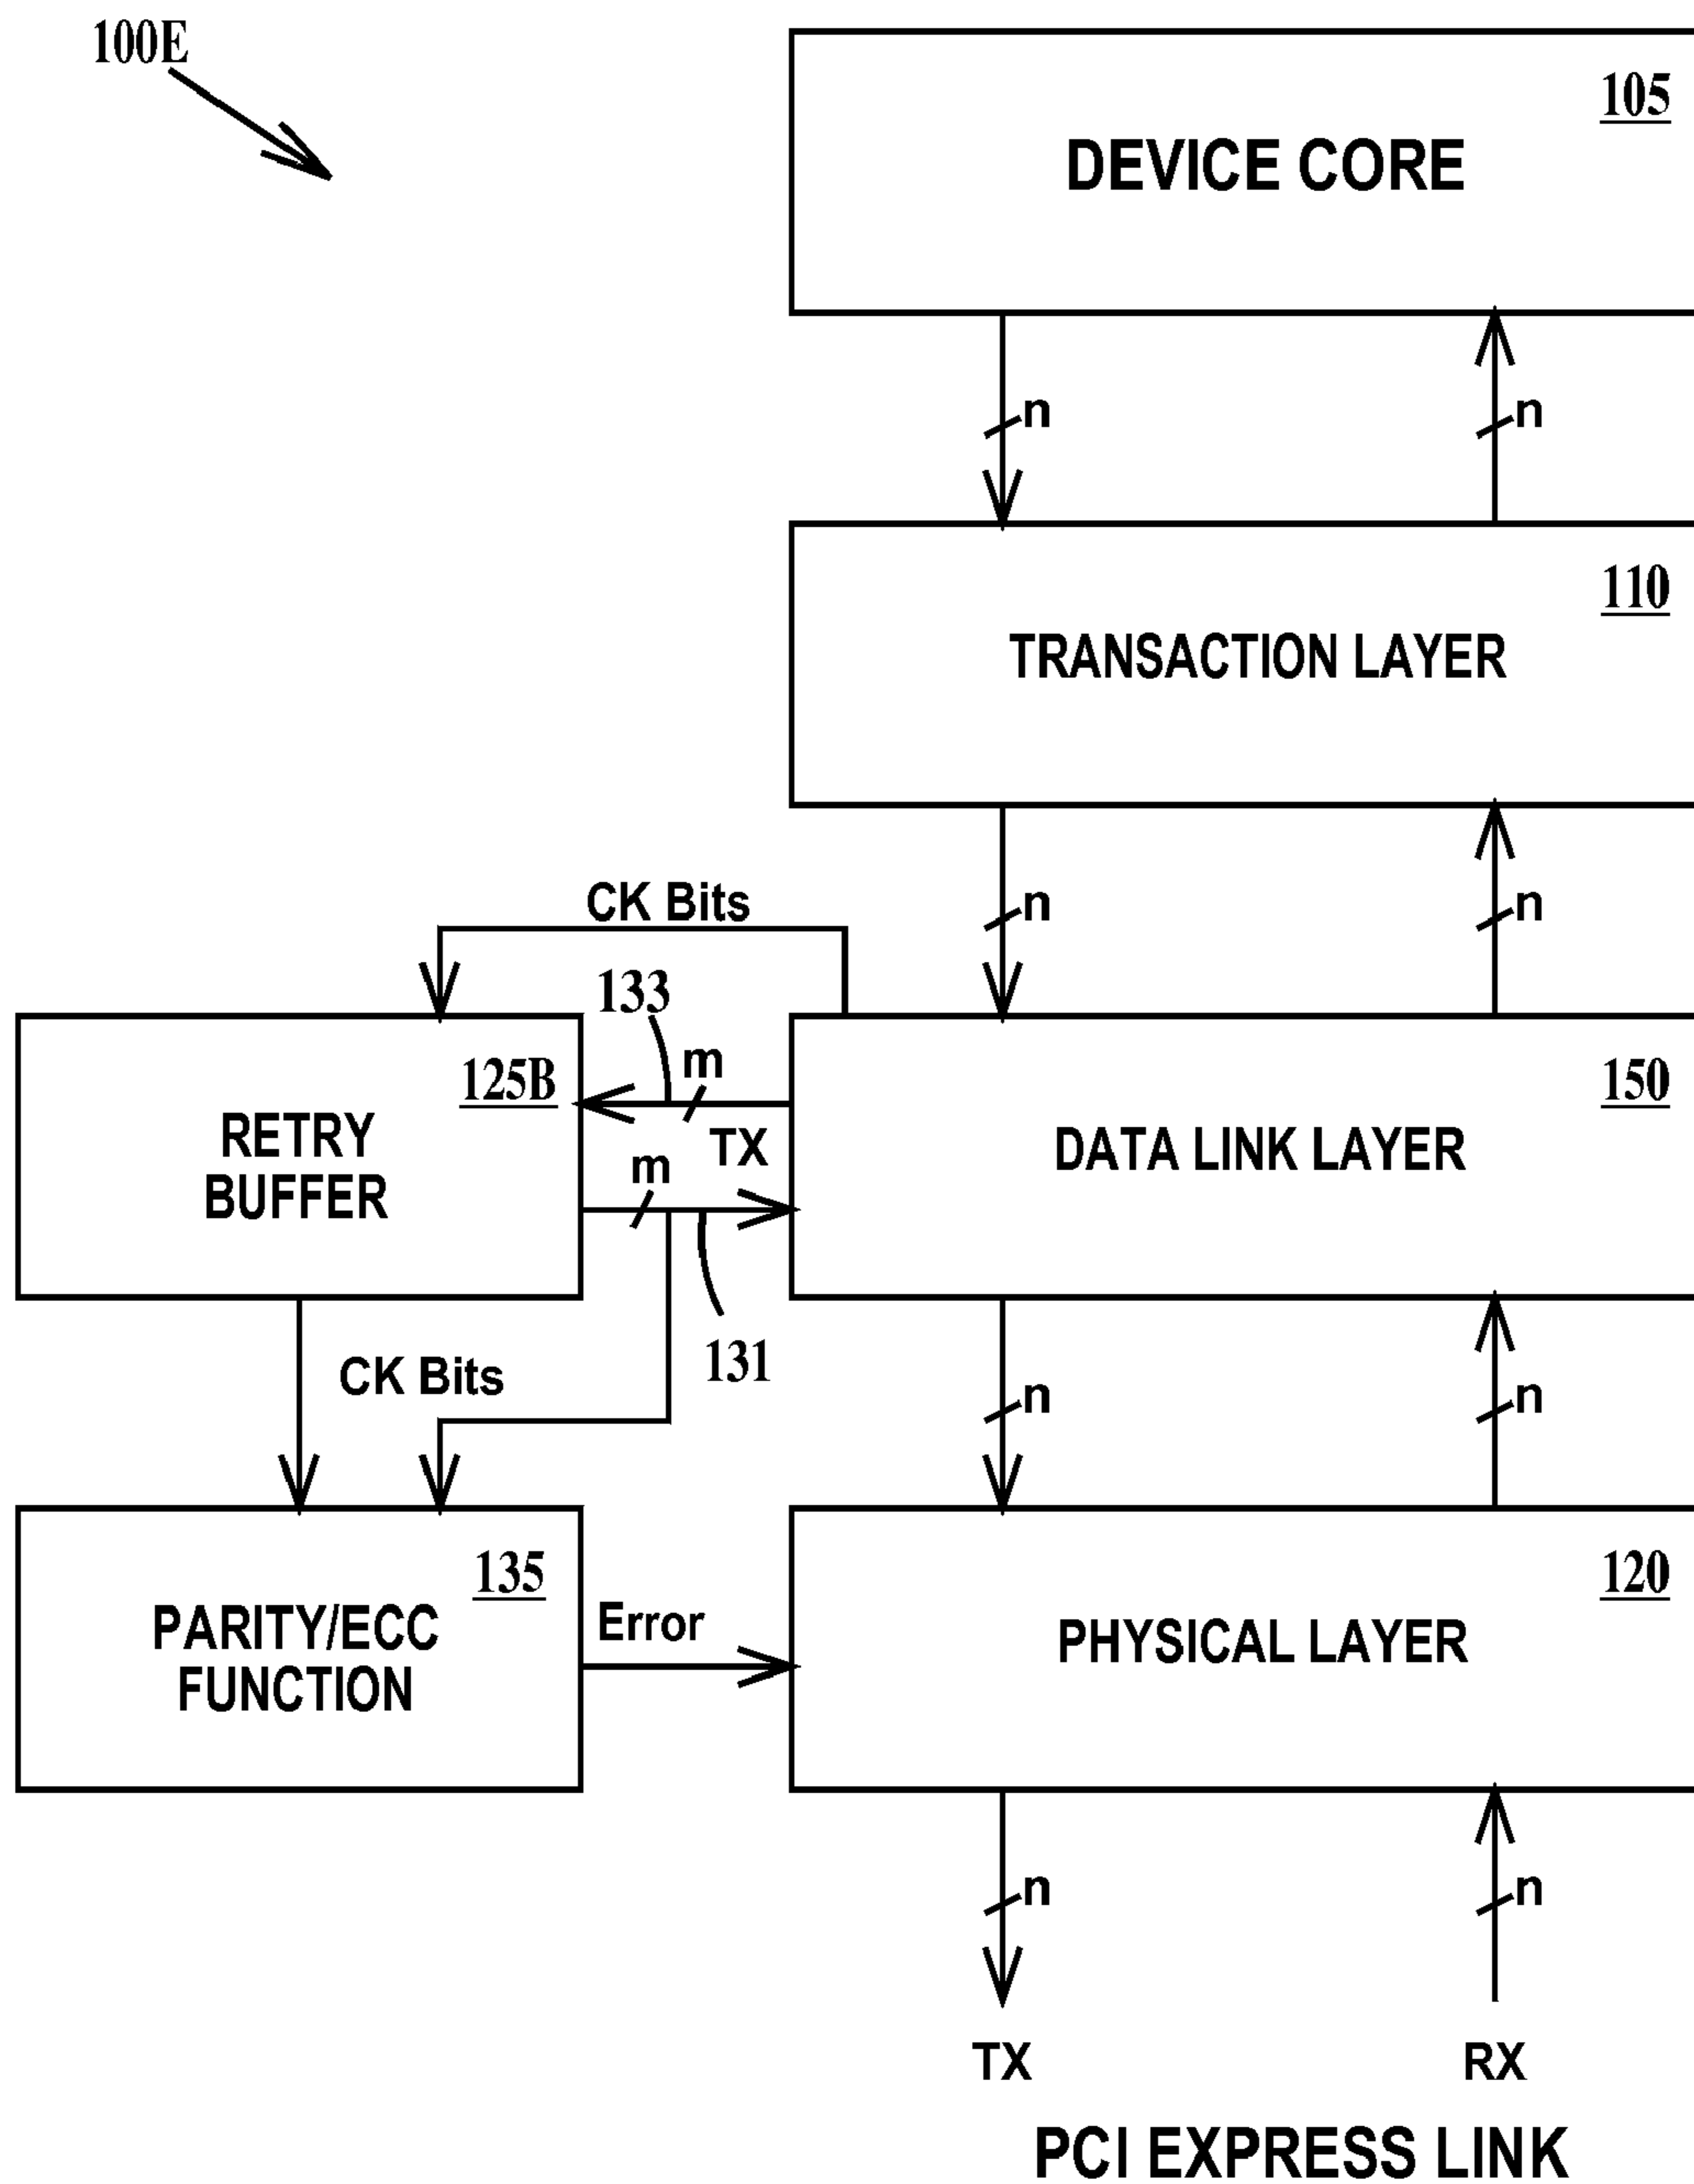 100E
105
DEVICE CORE
n
n
110
TRANSACTION LAYER
n
n
CK Bits
133
m
125B
RETRY
BUFFER
TX
m
150
DATA LINK LAYER
131
CK Bits
n
n
135
PARITY/ECC
FUNCTION
Error
120
PHYSICAL LAYER
n
n
TX
RX
PCI EXPRESS LINK